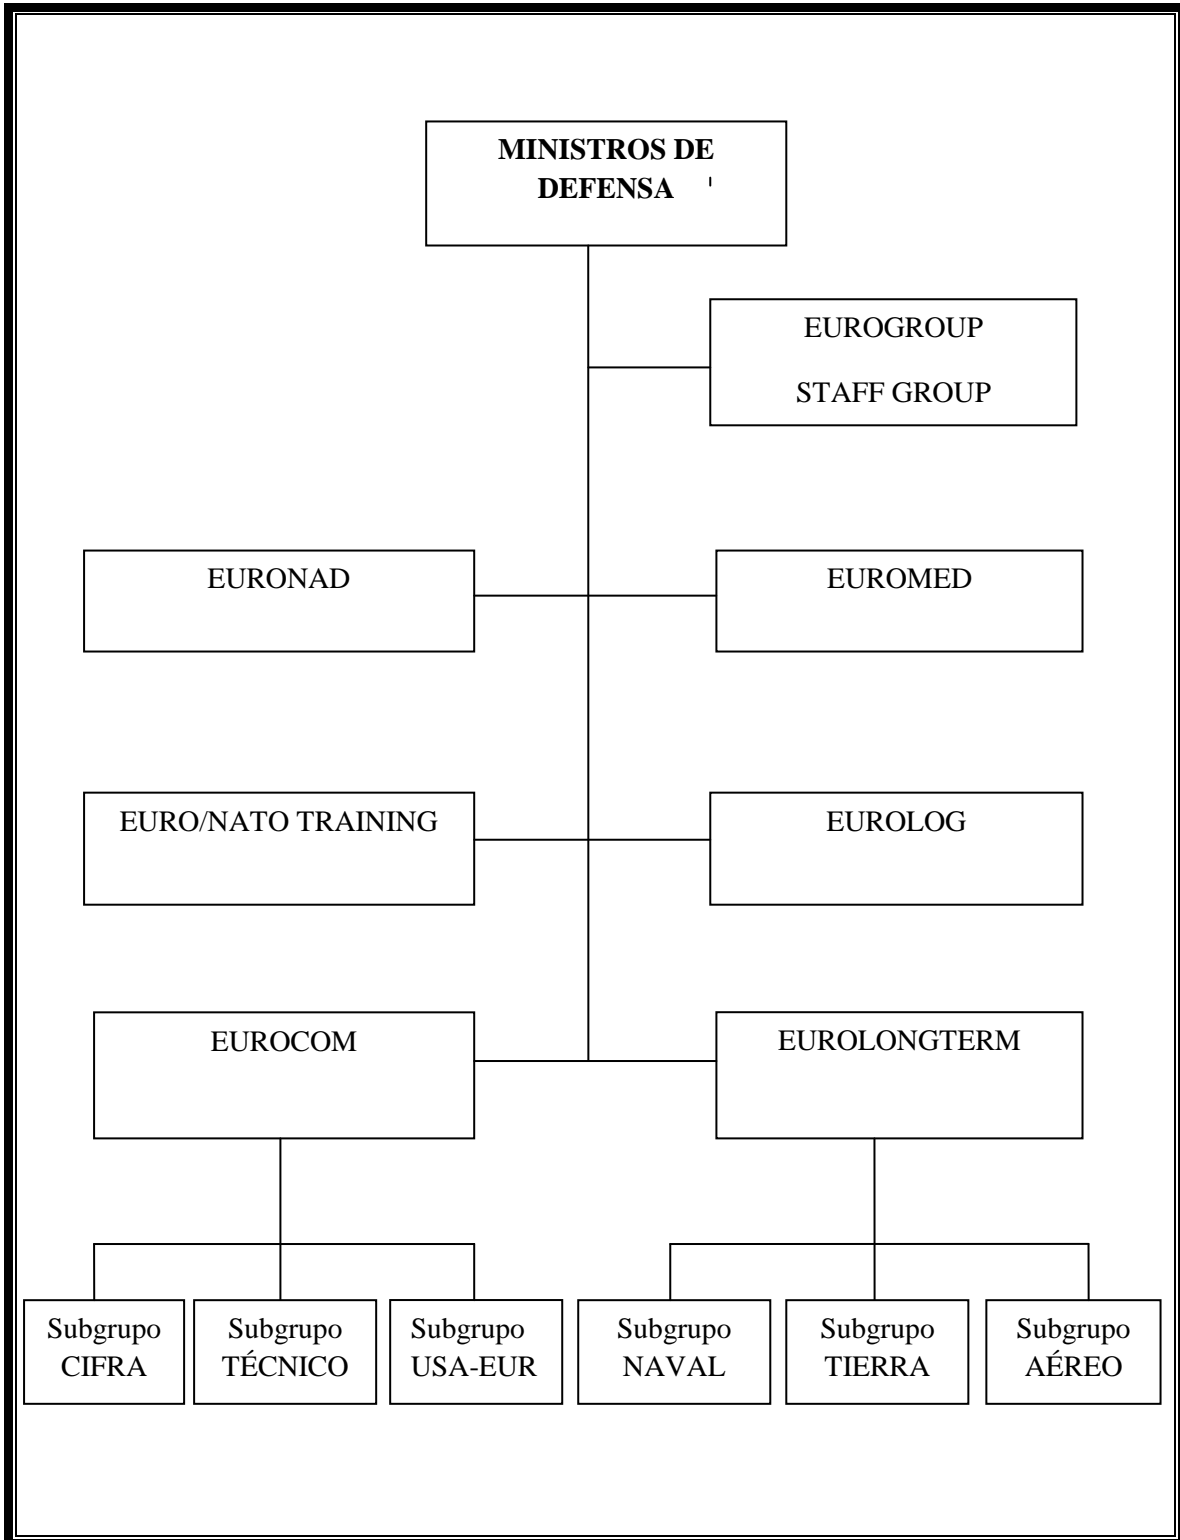 MINISTROS DE
DEFENSA
EUROGROUP
STAFF GROUP
EURONAD
EUROMED
EURO/NATO TRAINING
EUROLOG
EUROCOM
EUROLONGTERM
Subgrupo
CIFRA
Subgrupo
TÉCNICO
Subgrupo
USA-EUR
Subgrupo
NAVAL
Subgrupo
TIERRA
Subgrupo
AÉREO